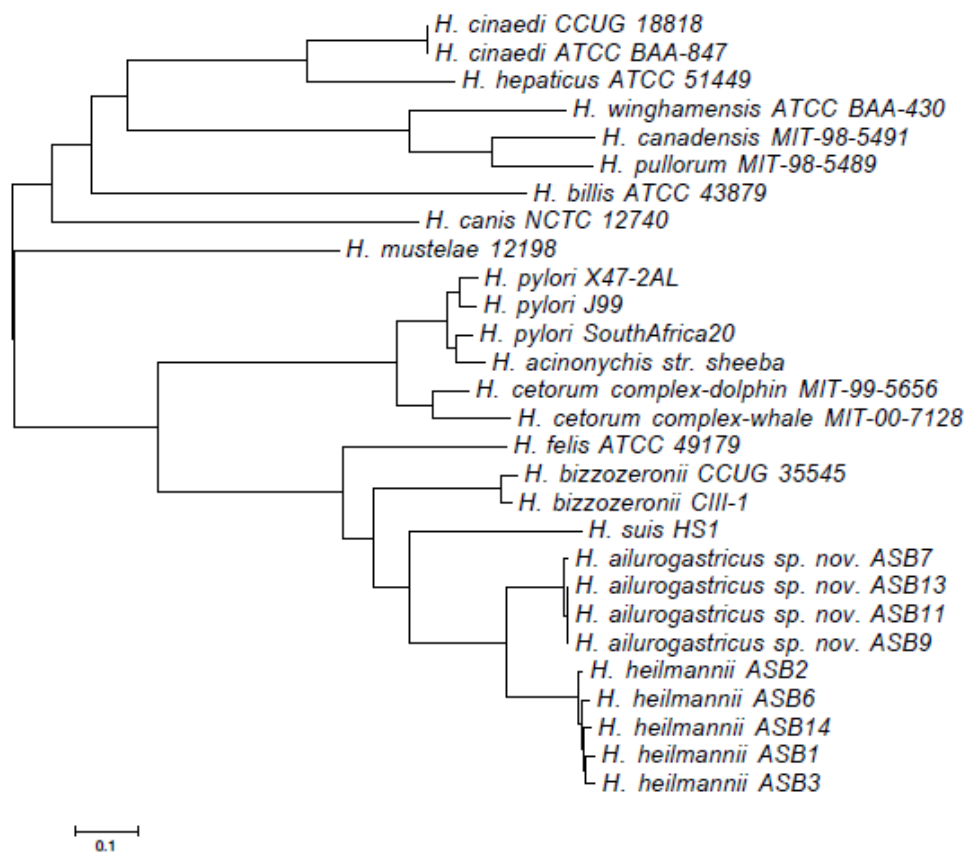 H. cinaedi CCUG 18818
H. cinaedi ATCC BAA-847
H. hepaticus ATCC 51449
H. winghamensis ATCC BAA-430
H. canadensis MIT-98-5491
H. pullorum MIT-98-5489
H. billis ATCC 43879
H. canis NCTC 12740
H. mustelae 12198
H. pylori X47-2AL
H. pylori J99
H. pylori SouthAfrica20
H. acinonychis str. sheeba
H. cetorum complex-dolphin MIT-99-5656
H. cetorum complex-whale MIT-00-7128
H. felis ATCC 49179
H. bizzozeronii CCUG 35545
H. bizzozeronii CIII-1
H. suis HS1
H. ailurogastricus sp. nov. ASB7
H. ailurogastricus sp. nov. ASB13
H. ailurogastricus sp. nov. ASB11
H. ailurogastricus sp. nov. ASB9
H. heilmannii ASB2
H. heilmannii ASB6
H. heilmannii ASB14
H. heilmannii ASB1
H. heilmannii ASB3
0.1